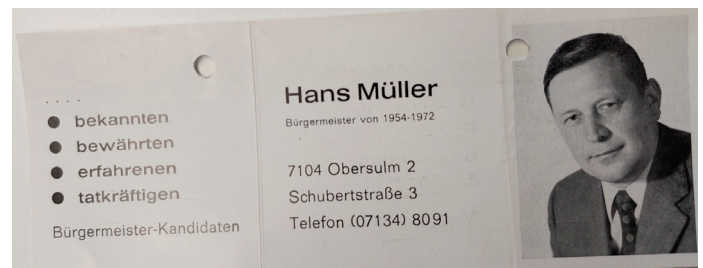 ....
● bekannten
● bewährten
● erfahrenen
● tatkräftigen
Bürgermeister-Kandidaten
Hans Müller
Bürgermeister von 1954-1972
7104 Obersulm 2
Schubertstraße 3
Telefon (07134) 8091